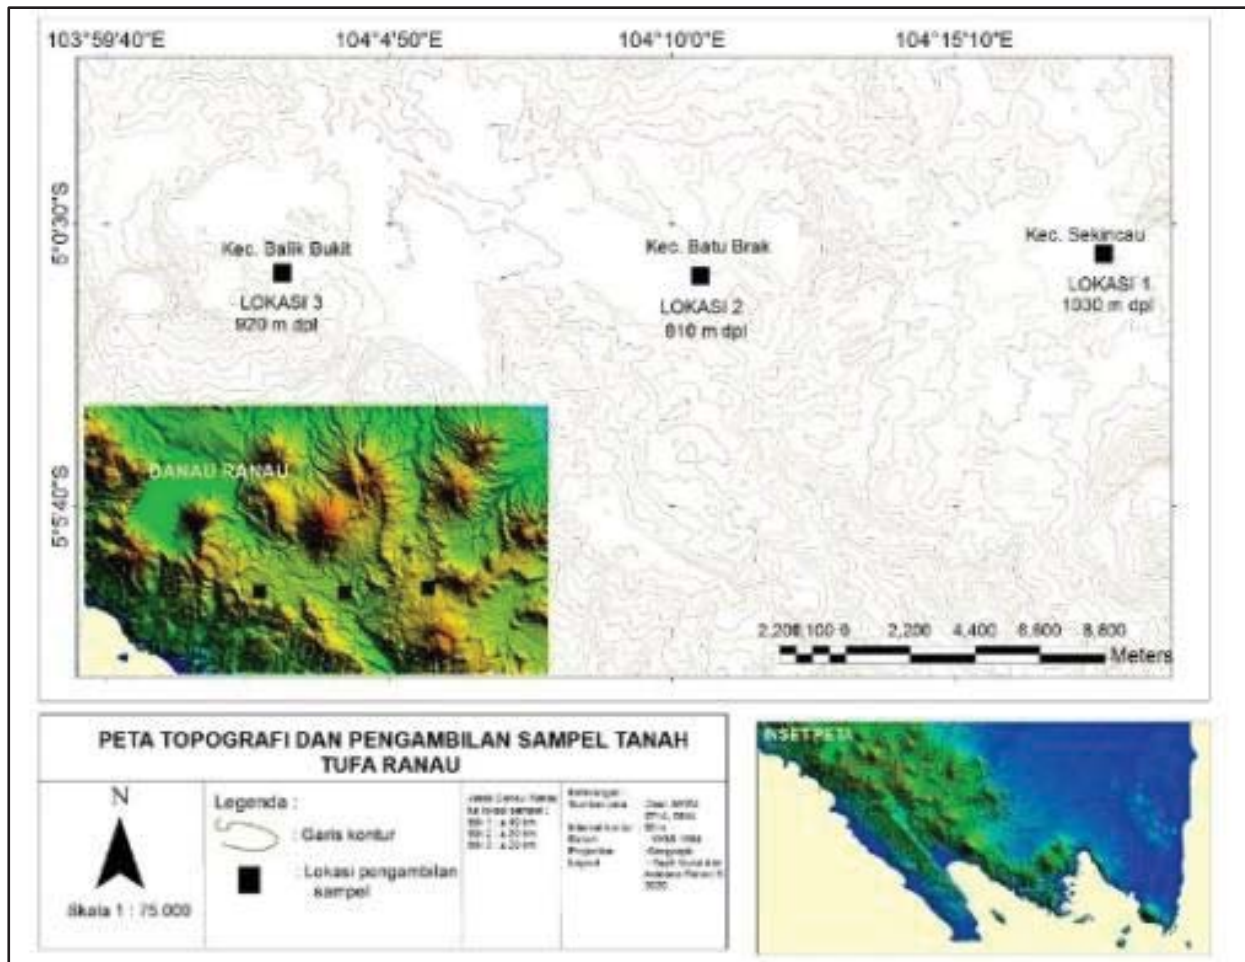 103°59'40"E 104°4'50"E 104°10'0"E 104°15'10"E
5°0'30"S
5°5'40"S
Kec. Balik Bukit
LOKASI 3
920 m dpl
Kec. Batu Brak
LOKASI 2
810 m dpl
Kec. Sekincau
LOKASI 1
1030 m dpl
DANAU RANAU
2,200 1,100 0 2,200 4,400 6,600 8,800
Meters
PETA TOPOGRAFI DAN PENGAMBILAN SAMPEL TANAH
TUFA RANAU
N
Skala 1 : 75.000
Legenda :
: Garis kontur
: Lokasi pengambilan
sampel
INSET PETA